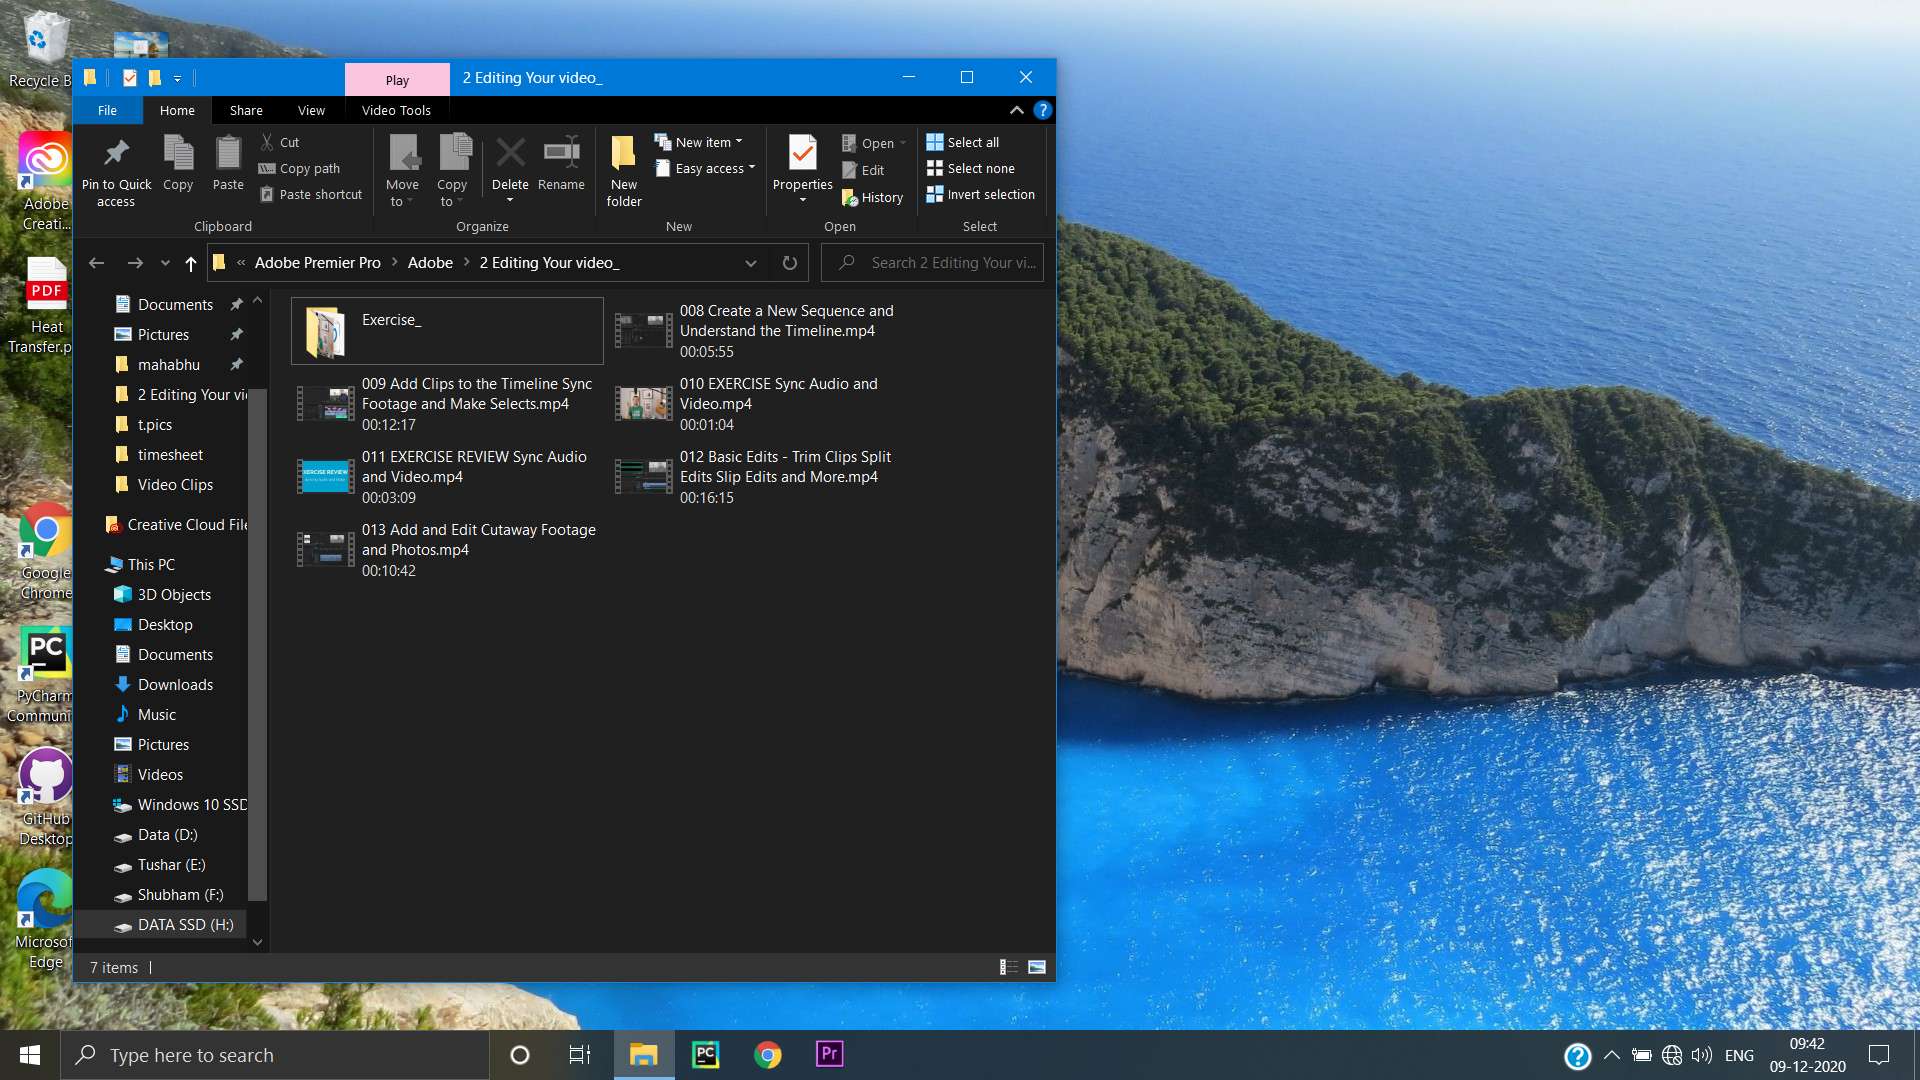 Recycle B
Adobe
Creati...
PDF
Heat
Transfer.p
Google
Chrome
PC
PyCharm
Communi
GitHub
Desktop
Microsof
Edge
Play
2 Editing Your video_
File
Home
Share
View
Video Tools
Pin to Quick
access
Copy
Paste
Cut
Copy path
Paste shortcut
Clipboard
Move
to
Copy
to
Delete
Rename
Organize
New
folder
New item
Easy access
New
Properties
Open
Edit
History
Open
Select all
Select none
Invert selection
Select
« Adobe Premier Pro > Adobe > 2 Editing Your video_
Search 2 Editing Your vi...
Documents
Pictures
mahabhu
2 Editing Your vi
t.pics
timesheet
Video Clips
Creative Cloud File
This PC
3D Objects
Desktop
Documents
Downloads
Music
Pictures
Videos
Windows 10 SSD
Data (D:)
Tushar (E:)
Shubham (F:)
DATA SSD (H:)
Exercise_
008 Create a New Sequence and
Understand the Timeline.mp4
00:05:55
009 Add Clips to the Timeline Sync
Footage and Make Selects.mp4
00:12:17
010 EXERCISE Sync Audio and
Video.mp4
00:01:04
EXERCISE REVIEW
011 EXERCISE REVIEW Sync Audio
and Video.mp4
00:03:09
012 Basic Edits - Trim Clips Split
Edits Slip Edits and More.mp4
00:16:15
013 Add and Edit Cutaway Footage
and Photos.mp4
00:10:42
7 items
Type here to search
PC
Pr
ENG
09:42
09-12-2020